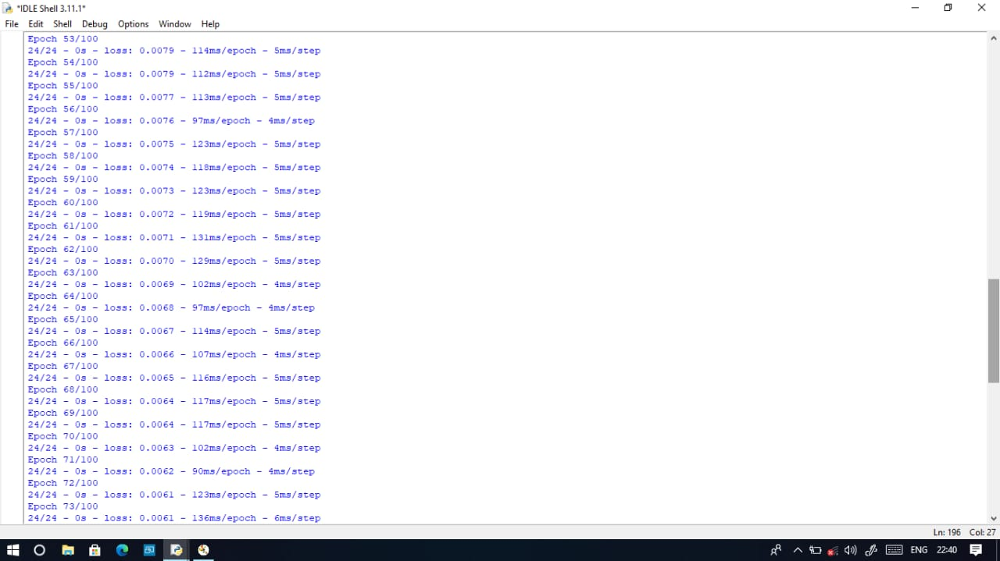 *IDLE Shell 3.11.1*
File Edit Shell Debug Options Window Help
Epoch 53/100
24/24 - 0s - loss: 0.0079 - 114ms/epoch - 5ms/step
Epoch 54/100
24/24 - 0s - loss: 0.0079 - 112ms/epoch - 5ms/step
Epoch 55/100
24/24 - 0s - loss: 0.0077 - 113ms/epoch - 5ms/step
Epoch 56/100
24/24 - 0s - loss: 0.0076 - 97ms/epoch - 4ms/step
Epoch 57/100
24/24 - 0s - loss: 0.0075 - 123ms/epoch - 5ms/step
Epoch 58/100
24/24 - 0s - loss: 0.0074 - 118ms/epoch - 5ms/step
Epoch 59/100
24/24 - 0s - loss: 0.0073 - 123ms/epoch - 5ms/step
Epoch 60/100
24/24 - 0s - loss: 0.0072 - 119ms/epoch - 5ms/step
Epoch 61/100
24/24 - 0s - loss: 0.0071 - 131ms/epoch - 5ms/step
Epoch 62/100
24/24 - 0s - loss: 0.0070 - 129ms/epoch - 5ms/step
Epoch 63/100
24/24 - 0s - loss: 0.0069 - 102ms/epoch - 4ms/step
Epoch 64/100
24/24 - 0s - loss: 0.0068 - 97ms/epoch - 4ms/step
Epoch 65/100
24/24 - 0s - loss: 0.0067 - 114ms/epoch - 5ms/step
Epoch 66/100
24/24 - 0s - loss: 0.0066 - 107ms/epoch - 4ms/step
Epoch 67/100
24/24 - 0s - loss: 0.0065 - 116ms/epoch - 5ms/step
Epoch 68/100
24/24 - 0s - loss: 0.0064 - 117ms/epoch - 5ms/step
Epoch 69/100
24/24 - 0s - loss: 0.0064 - 117ms/epoch - 5ms/step
Epoch 70/100
24/24 - 0s - loss: 0.0063 - 102ms/epoch - 4ms/step
Epoch 71/100
24/24 - 0s - loss: 0.0062 - 90ms/epoch - 4ms/step
Epoch 72/100
24/24 - 0s - loss: 0.0061 - 123ms/epoch - 5ms/step
Epoch 73/100
24/24 - 0s - loss: 0.0061 - 136ms/epoch - 6ms/step
Ln: 196 Col: 27
ENG 22:40